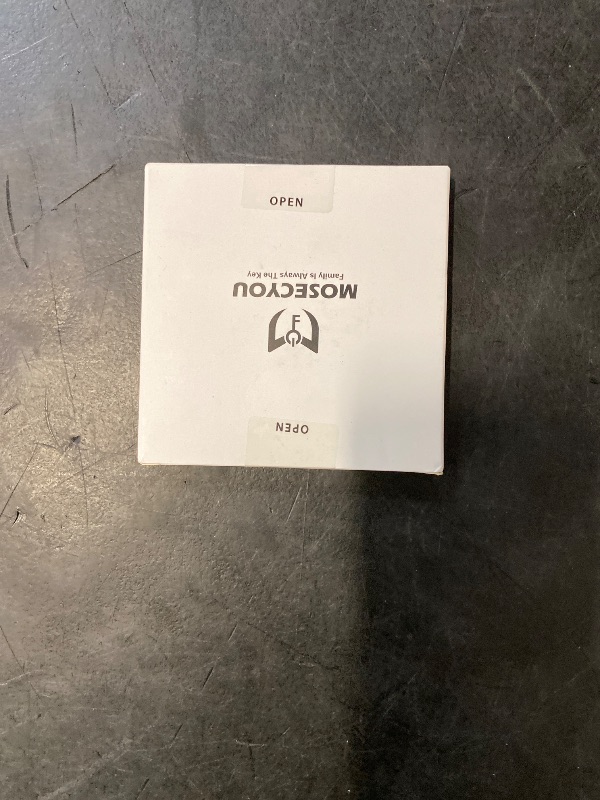 OPEN
MOSECYOU
Family Is Always The Key
OPEN